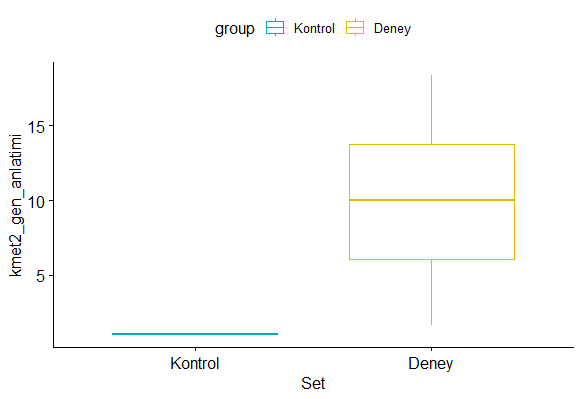 group Kontrol Deney
kmet2_gen_anlatimi
15
10
5
Kontrol Deney
Set